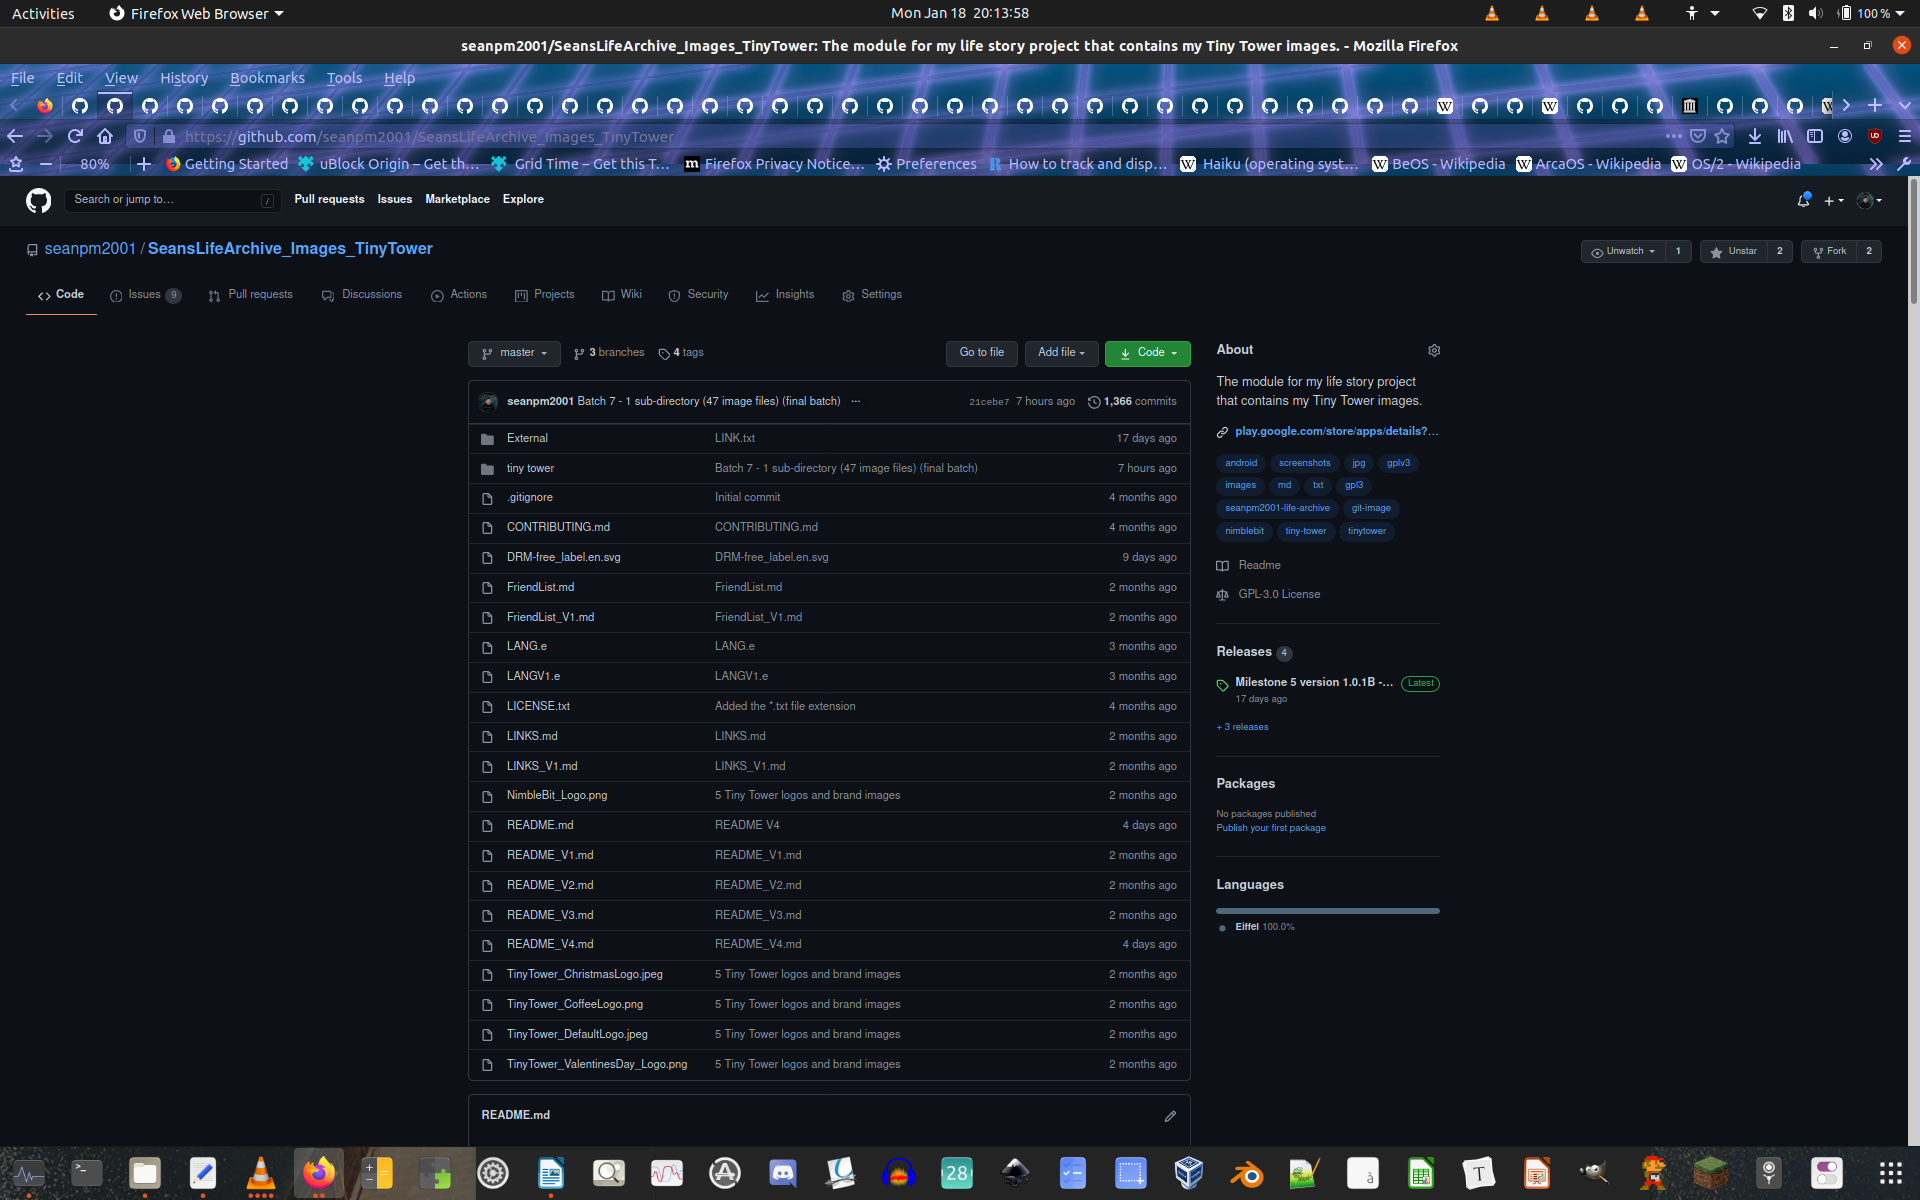 Activities Firefox Web Browser Mon Jan 18 20:13:58 100 %
seanpm2001/SeansLifeArchive_Images_TinyTower: The module for my life story project that contains my Tiny Tower images. - Mozilla Firefox
File Edit View History Bookmarks Tools Help
https://github.com/seanpm2001/SeansLifeArchive_Images_TinyTower
80% Getting Started uBlock Origin – Get th… Grid Time – Get this T… Firefox Privacy Notice… Preferences How to track and disp… Haiku (operating syst… BeOS - Wikipedia ArcaOS - Wikipedia OS/2 - Wikipedia
Search or jump to… / Pull requests Issues Marketplace Explore
seanpm2001 / SeansLifeArchive_Images_TinyTower Unwatch 1 Unstar 2 Fork 2
Code Issues 9 Pull requests Discussions Actions Projects Wiki Security Insights Settings
master 3 branches 4 tags Go to file Add file Code
seanpm2001 Batch 7 - 1 sub-directory (47 image files) (final batch) ... 21cebe7 7 hours ago 1,366 commits
External LINK.txt 17 days ago
tiny tower Batch 7 - 1 sub-directory (47 image files) (final batch) 7 hours ago
.gitignore Initial commit 4 months ago
CONTRIBUTING.md CONTRIBUTING.md 4 months ago
DRM-free_label.en.svg DRM-free_label.en.svg 9 days ago
FriendList.md FriendList.md 2 months ago
FriendList_V1.md FriendList_V1.md 2 months ago
LANG.e LANG.e 3 months ago
LANGV1.e LANGV1.e 3 months ago
LICENSE.txt Added the *.txt file extension 4 months ago
LINKS.md LINKS.md 2 months ago
LINKS_V1.md LINKS_V1.md 2 months ago
NimbleBit_Logo.png 5 Tiny Tower logos and brand images 2 months ago
README.md README V4 4 days ago
README_V1.md README_V1.md 2 months ago
README_V2.md README_V2.md 2 months ago
README_V3.md README_V3.md 2 months ago
README_V4.md README_V4.md 4 days ago
TinyTower_ChristmasLogo.jpeg 5 Tiny Tower logos and brand images 2 months ago
TinyTower_CoffeeLogo.png 5 Tiny Tower logos and brand images 2 months ago
TinyTower_DefaultLogo.jpeg 5 Tiny Tower logos and brand images 2 months ago
TinyTower_ValentinesDay_Logo.png 5 Tiny Tower logos and brand images 2 months ago
README.md
About
The module for my life story project
that contains my Tiny Tower images.
play.google.com/store/apps/details?…
android screenshots jpg gplv3
images md txt gpl3
seanpm2001-life-archive git-image
nimblebit tiny-tower tinytower
Readme
GPL-3.0 License
Releases 4
Milestone 5 version 1.0.1B -… Latest
17 days ago
+ 3 releases
Packages
No packages published
Publish your first package
Languages
Eiffel 100.0%
28